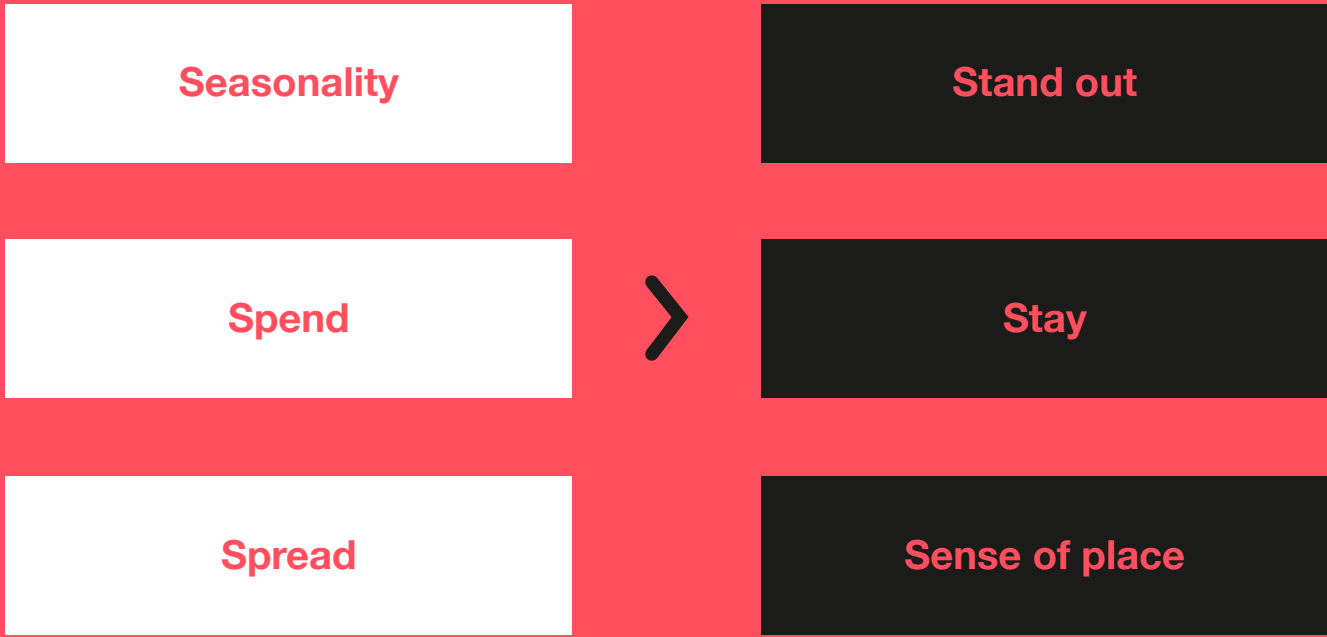 Seasonality
Spend
Spread
Stand out
Stay
Sense of place